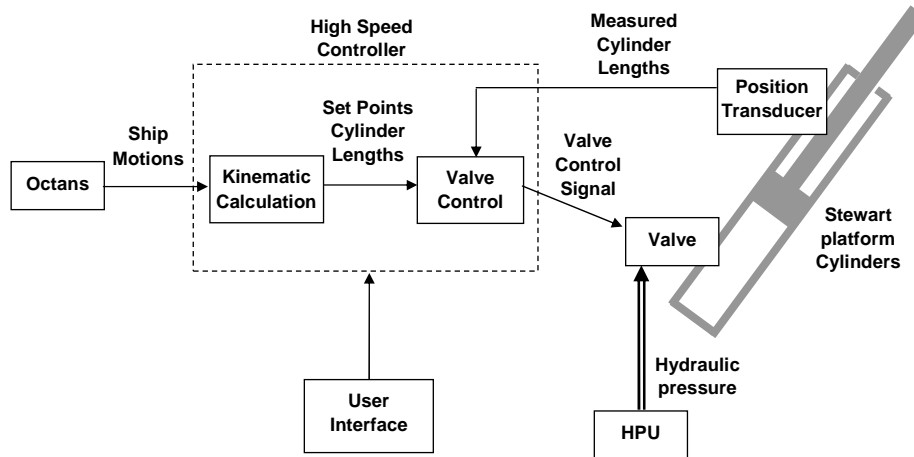 High Speed
Controller
Measured
Cylinder
Lengths
Position
Transducer
Ship
Motions
Set Points
Cylinder
Lengths
Valve
Control
Signal
Octans
Kinematic
Calculation
Valve
Control
Valve
Stewart
platform
Cylinders
Hydraulic
pressure
User
Interface
HPU